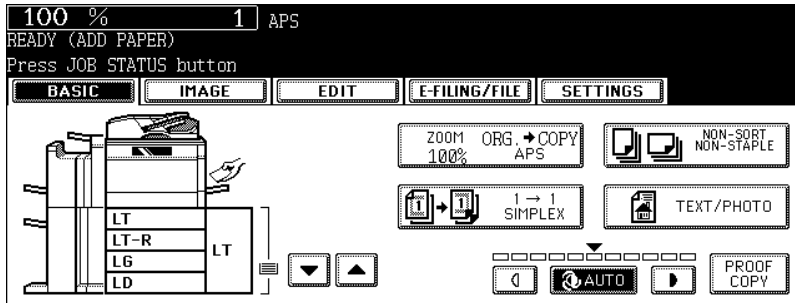 100 % 1 APS
READY (ADD PAPER)
Press JOB STATUS button
BASIC IMAGE EDIT E-FILING/FILE SETTINGS
ZOOM ORG.➔COPY
100% APS
NON-SORT
NON-STAPLE
1 ➔ 1
1 → 1
SIMPLEX
TEXT/PHOTO
LT
LT-R
LG
LD
LT
AUTO
PROOF
COPY